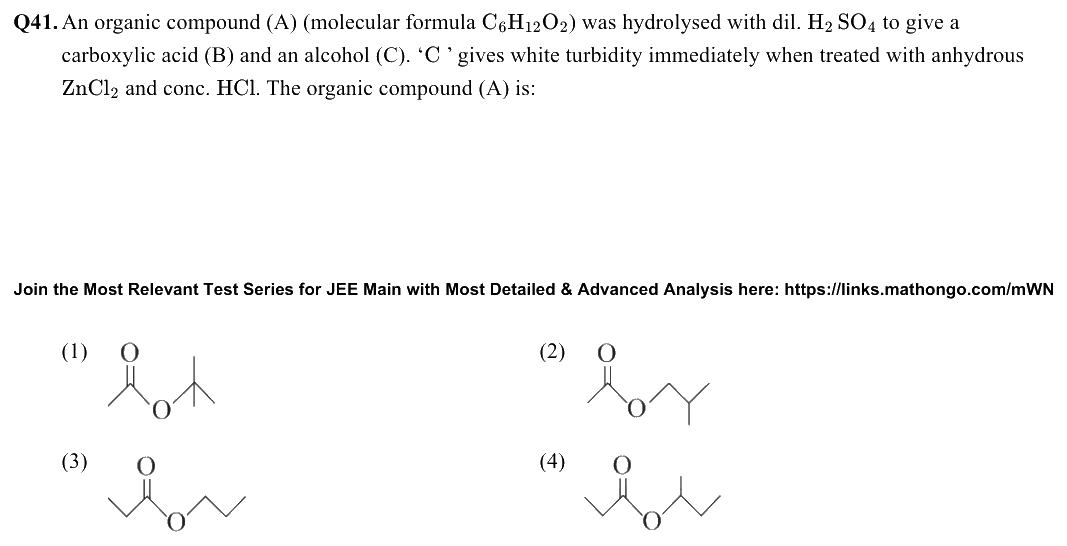 Q41. An organic compound (A) (molecular formula C₆H₁₂O₂) was hydrolysed with dil. H₂ SO₄ to give a
carboxylic acid (B) and an alcohol (C). ‘C ’ gives white turbidity immediately when treated with anhydrous
ZnCl₂ and conc. HCl. The organic compound (A) is:
Join the Most Relevant Test Series for JEE Main with Most Detailed & Advanced Analysis here: https://links.mathongo.com/mWN
(1) O O
(2) O O
(3) O O
(4) O O